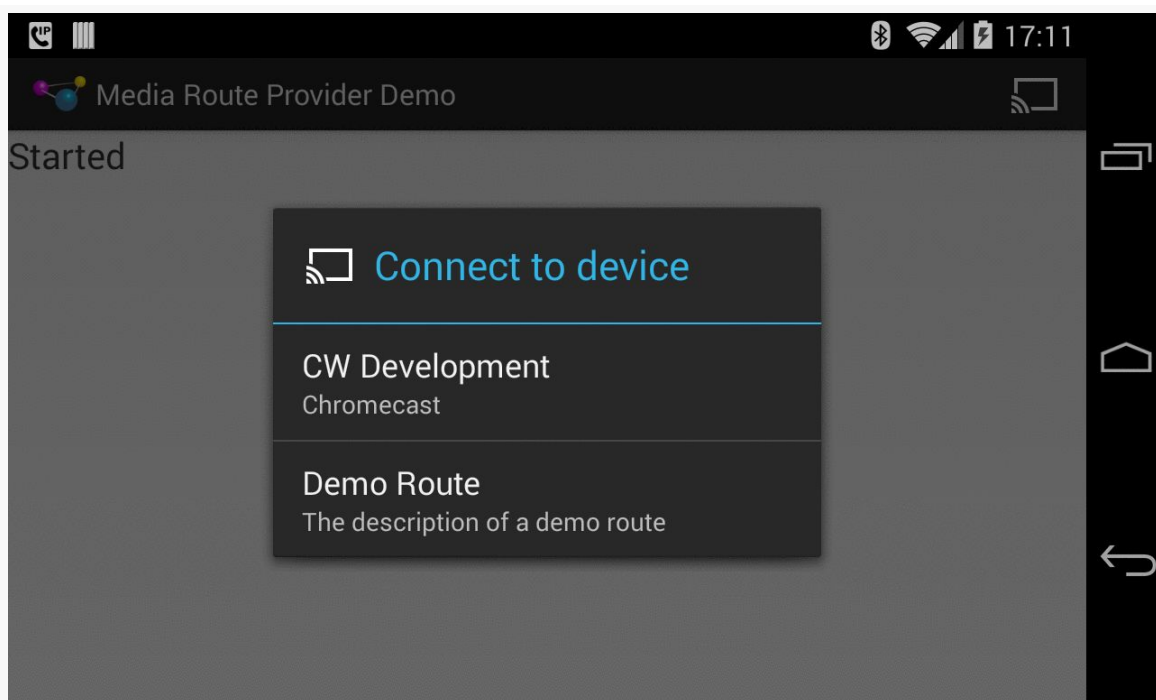 IP
17:11
Media Route Provider Demo
Started
Connect to device
CW Development
Chromecast
Demo Route
The description of a demo route